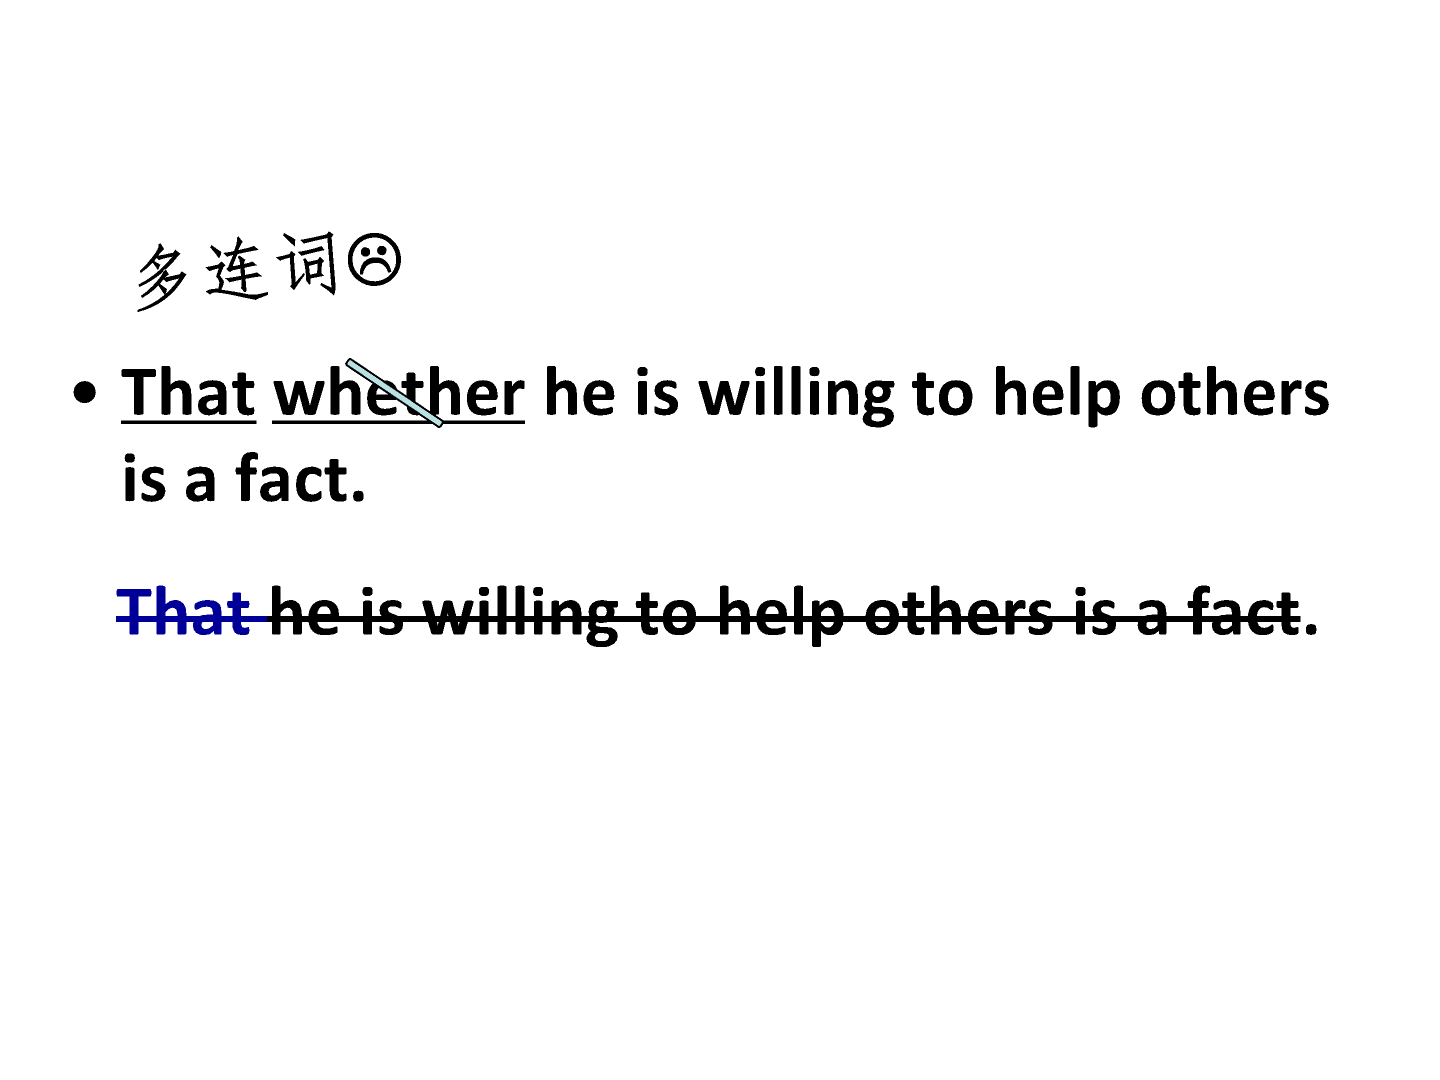 多连词☹
• That whether he is willing to help others
is a fact.
That he is willing to help others is a fact.